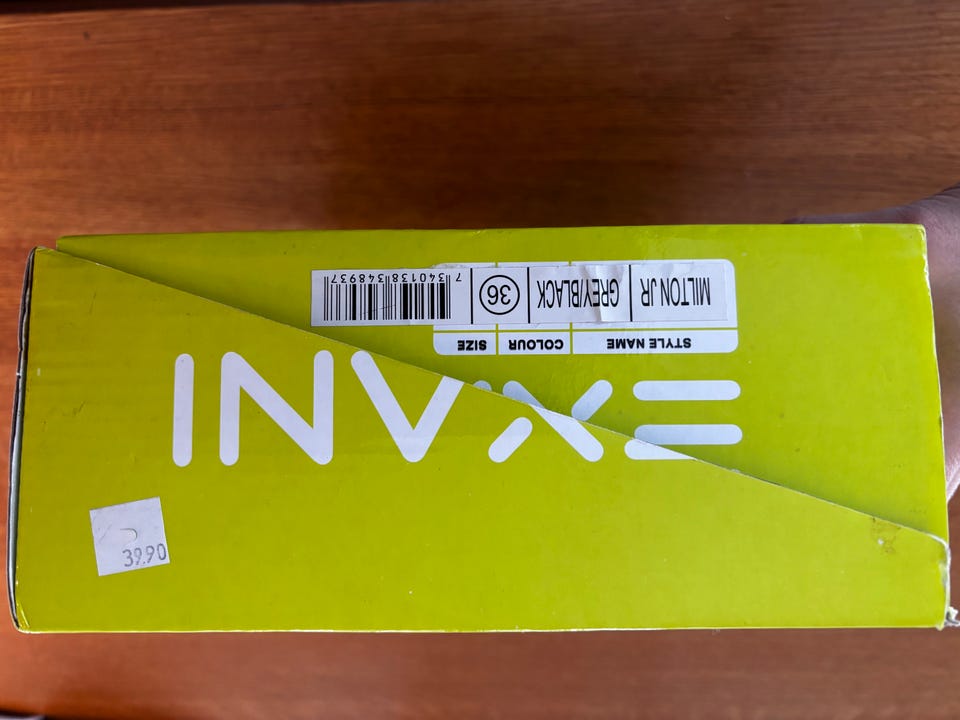 INVXE
39.90
STYLE NAME COLOUR SIZE
MILTON JR GREY/BLACK 36
7 340138 348937